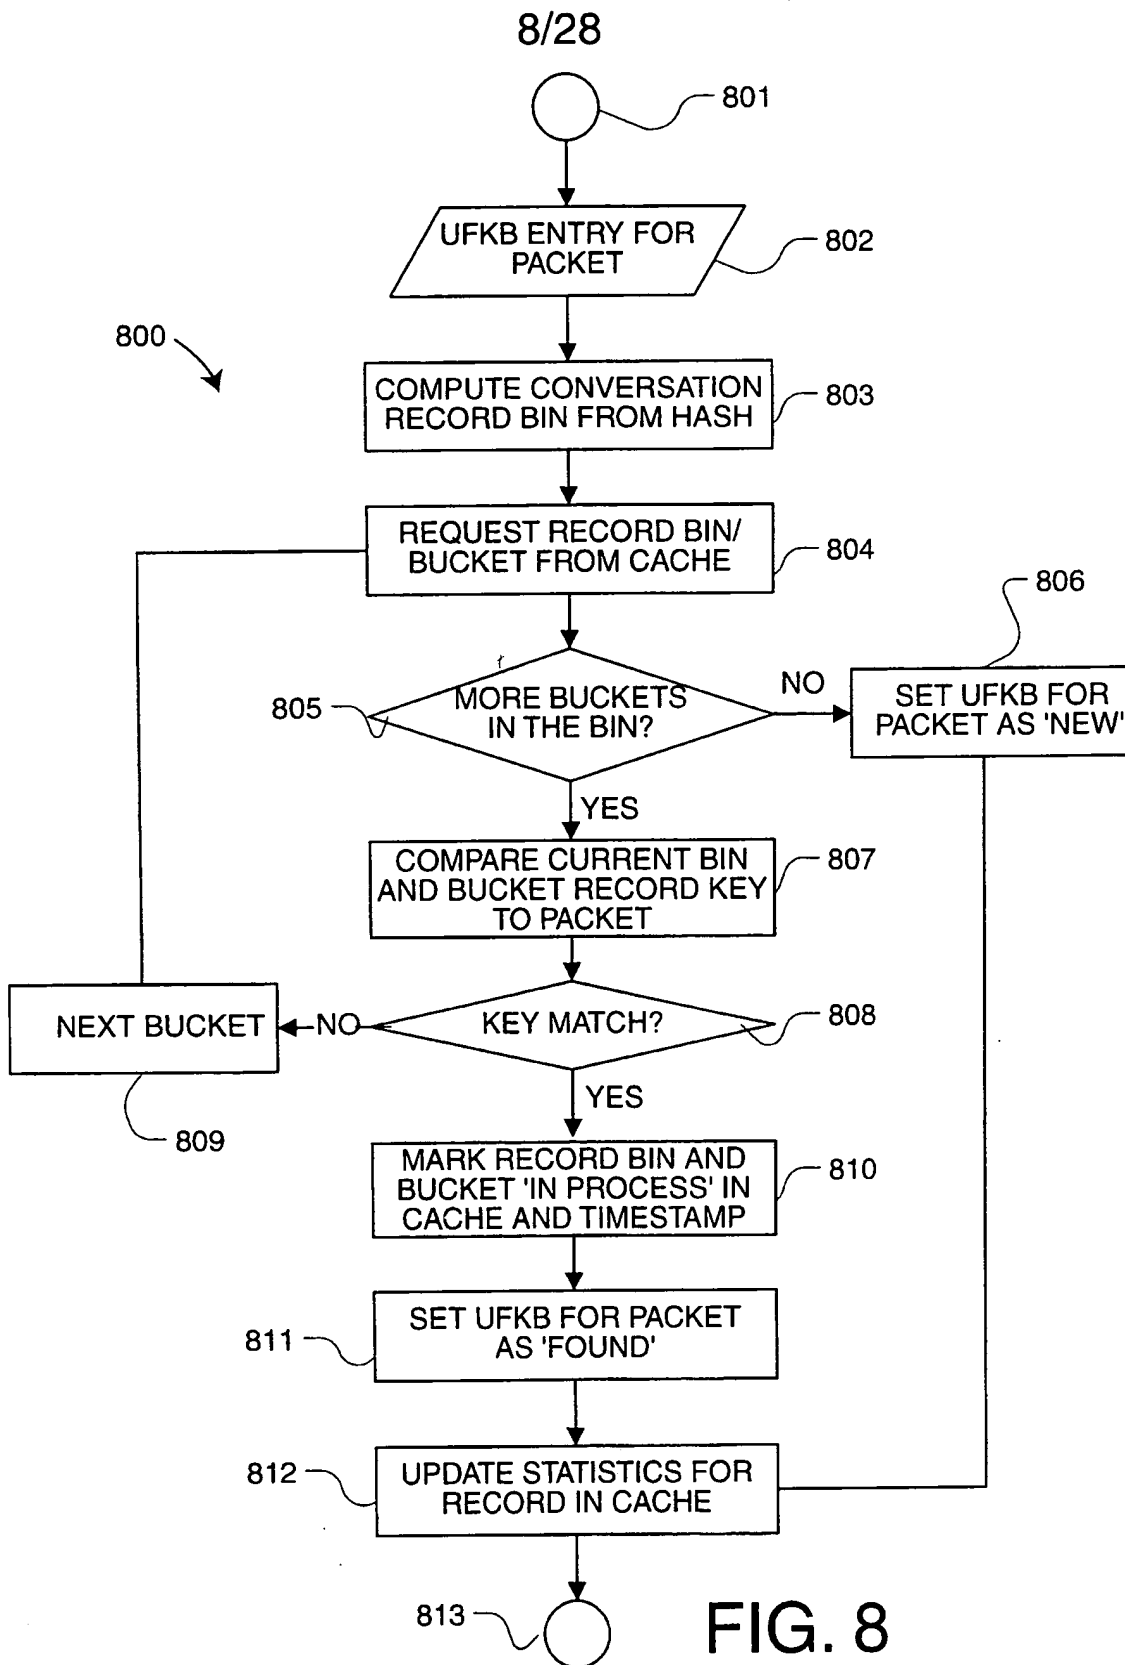 8/28
801
UFKB ENTRY FOR
PACKET
802
800
COMPUTE CONVERSATION
RECORD BIN FROM HASH
803
REQUEST RECORD BIN/
BUCKET FROM CACHE
804
806
MORE BUCKETS
IN THE BIN?
805
NO
SET UFKB FOR
PACKET AS 'NEW'
YES
COMPARE CURRENT BIN
AND BUCKET RECORD KEY
TO PACKET
807
NEXT BUCKET
NO
KEY MATCH?
808
809
YES
MARK RECORD BIN AND
BUCKET 'IN PROCESS' IN
CACHE AND TIMESTAMP
810
SET UFKB FOR PACKET
AS 'FOUND'
811
812
UPDATE STATISTICS FOR
RECORD IN CACHE
813
FIG. 8